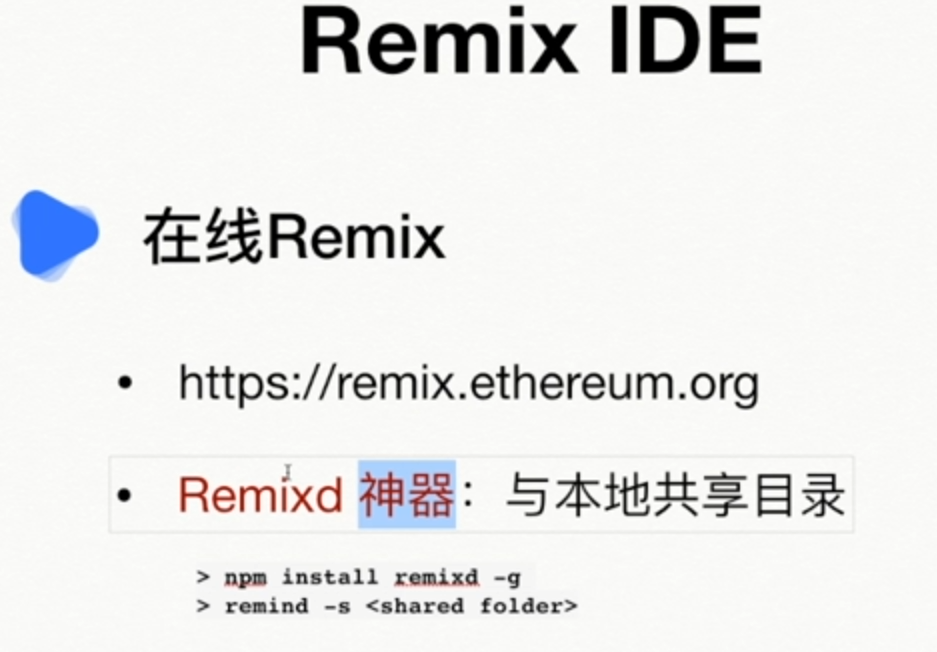 Remix IDE
在线Remix
• https://remix.ethereum.org
• Remixd 神器：与本地共享目录
> npm install remixd -g
> remind -s <shared folder>